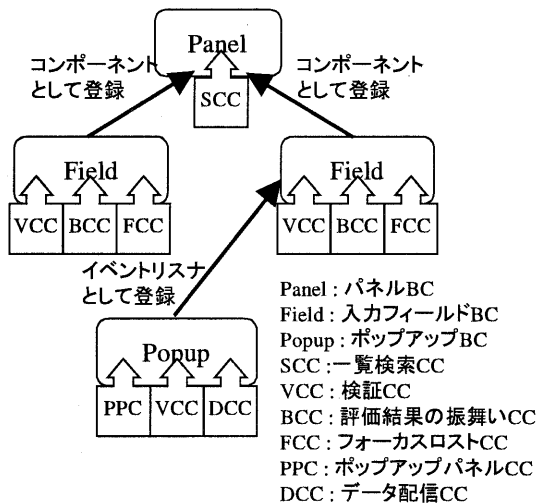 Panel
コンポーネント
として登録
コンポーネント
として登録
SCC
Field
Field
VCC BCC FCC
VCC BCC FCC
イベントリスナ
として登録
Popup
PPC VCC DCC
Panel : パネルBC
Field : 入力フィールドBC
Popup : ポップアップBC
SCC : 一覧検索CC
VCC : 検証CC
BCC : 評価結果の振舞いCC
FCC : フォーカスロストCC
PPC : ポップアップパネルCC
DCC : データ配信CC